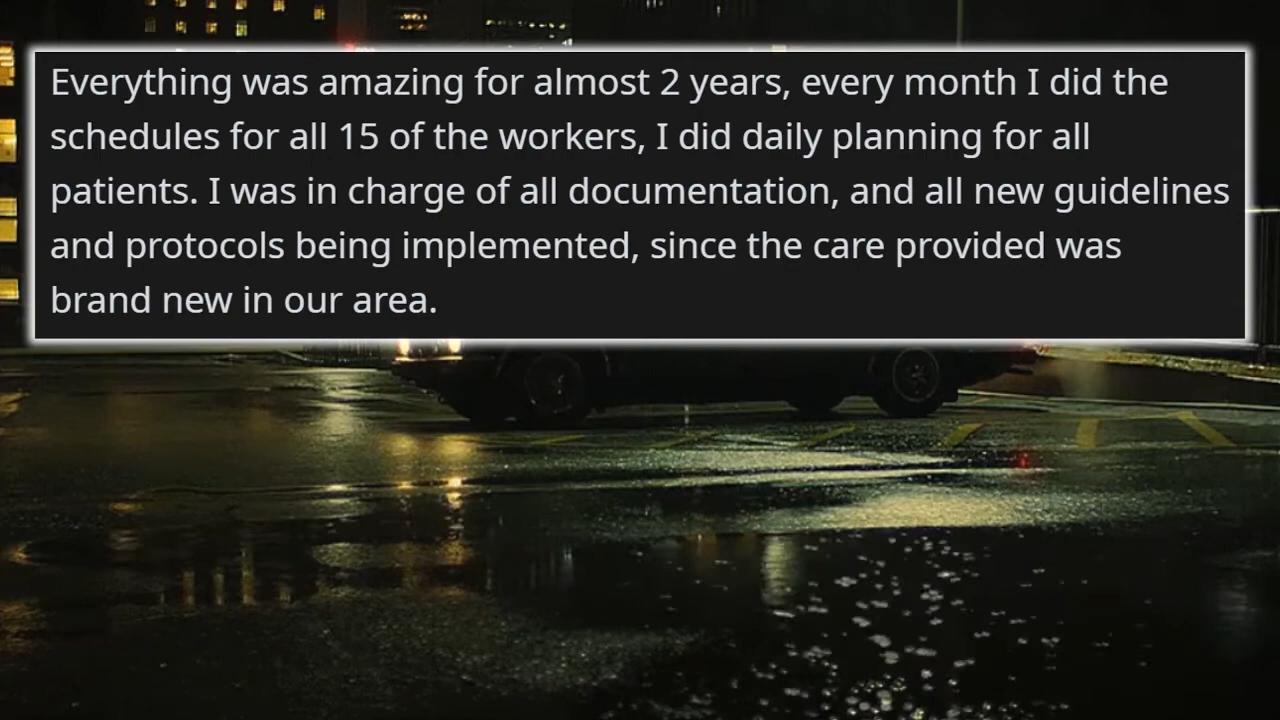 Everything was amazing for almost 2 years, every month I did the
schedules for all 15 of the workers, I did daily planning for all
patients. I was in charge of all documentation, and all new guidelines
and protocols being implemented, since the care provided was
brand new in our area.